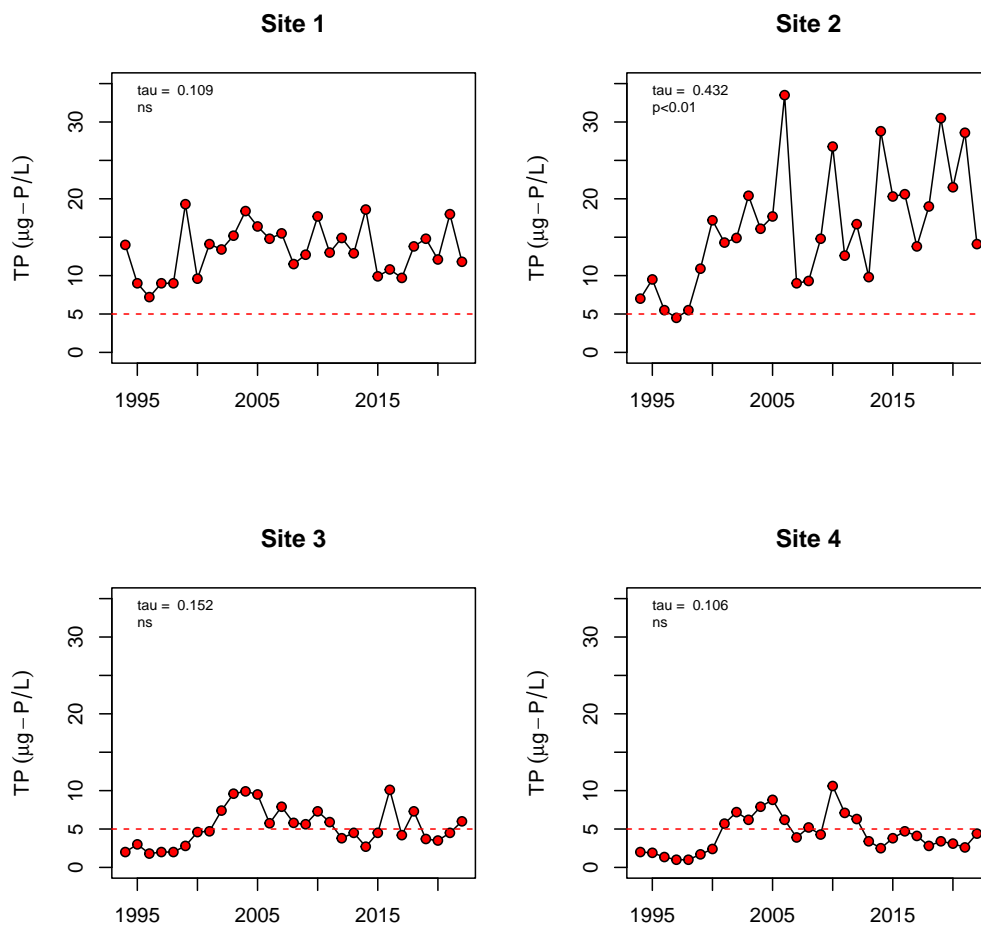 Site 1
tau = 0.109
ns
TP (µg−P/L)
0
5
10
20
30
1995
2005
2015
Site 2
tau = 0.432
p<0.01
TP (µg−P/L)
0
5
10
20
30
1995
2005
2015
Site 3
tau = 0.152
ns
TP (µg−P/L)
0
5
10
20
30
1995
2005
2015
Site 4
tau = 0.106
ns
TP (µg−P/L)
0
5
10
20
30
1995
2005
2015